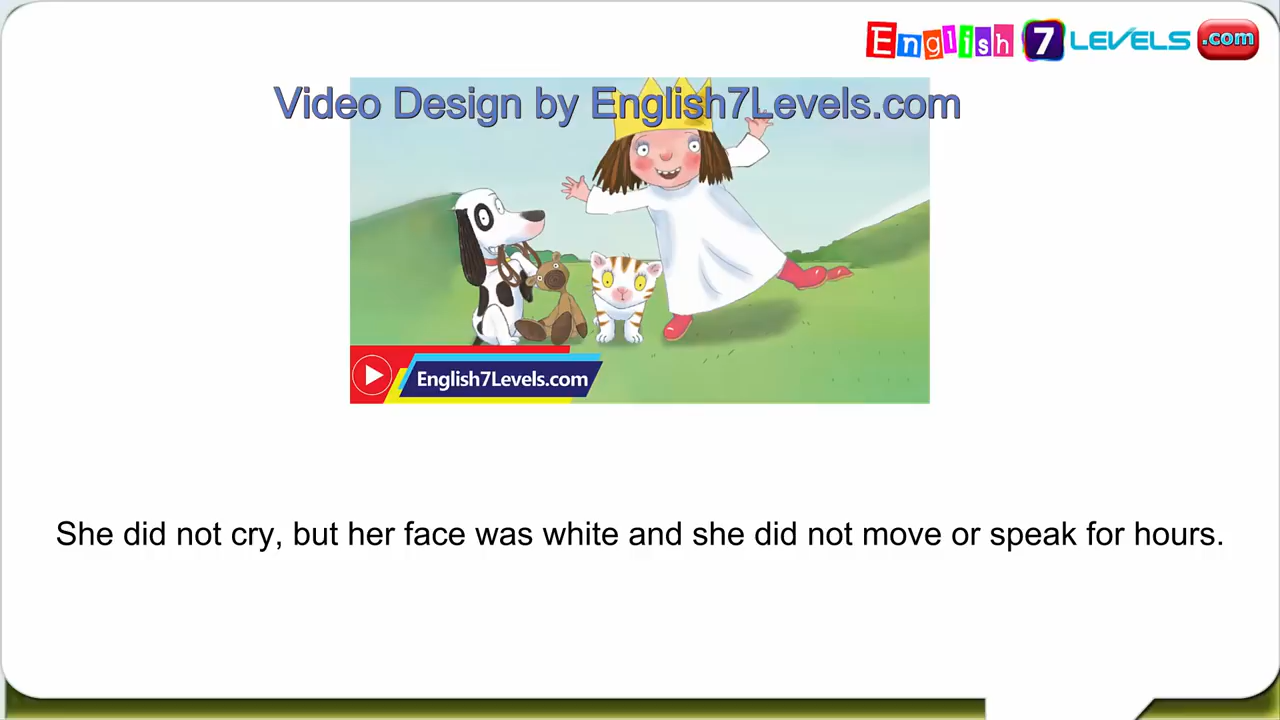 English 7 LEVELS .com
Video Design by English7Levels.com
English7Levels.com
She did not cry, but her face was white and she did not move or speak for hours.